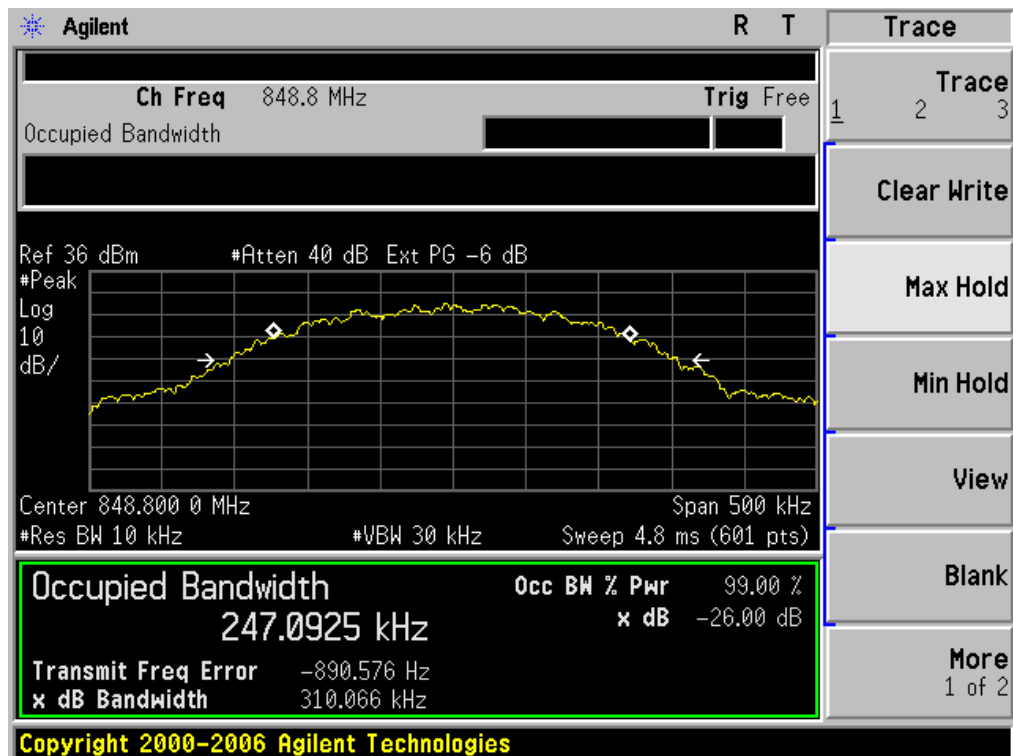 Agilent R T
Ch Freq 848.8 MHz Trig Free
Occupied Bandwidth
Ref 36 dBm #Atten 40 dB Ext PG -6 dB
#Peak
Log
10
dB/
Center 848.800 0 MHz Span 500 kHz
#Res BW 10 kHz #VBW 30 kHz Sweep 4.8 ms (601 pts)
Occupied Bandwidth
247.0925 kHz
Occ BW % Pwr 99.00 %
x dB -26.00 dB
Transmit Freq Error -890.576 Hz
x dB Bandwidth 310.066 kHz
Copyright 2000-2006 Agilent Technologies
Trace
Trace
1 2 3
Clear Write
Max Hold
Min Hold
View
Blank
More
1 of 2